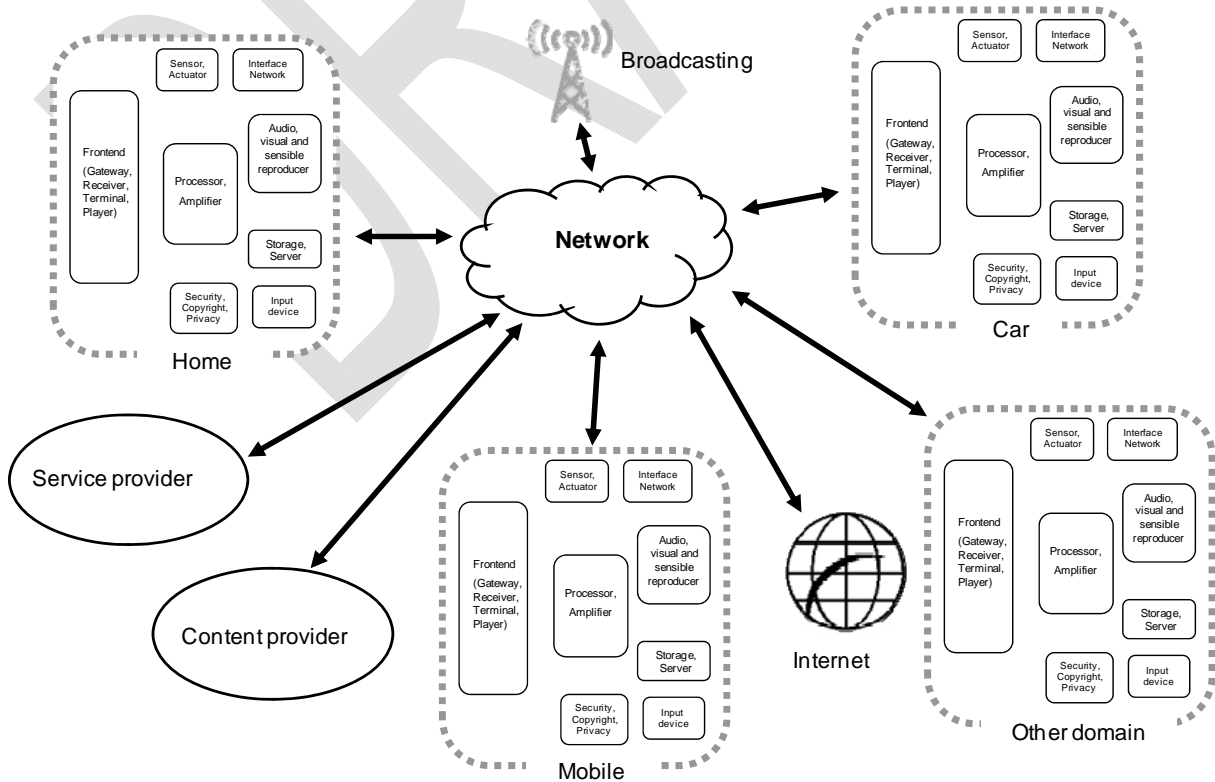 Broadcasting
Network
Sensor,
Actuator
Interface
Network
Frontend
(Gateway,
Receiver,
Terminal,
Player)
Processor,
Amplifier
Audio,
visual and
sensible
reproducer
Storage,
Server
Security,
Copyright,
Privacy
Input
device
Home
Sensor,
Actuator
Interface
Network
Frontend
(Gateway,
Receiver,
Terminal,
Player)
Processor,
Amplifier
Audio,
visual and
sensible
reproducer
Storage,
Server
Security,
Copyright,
Privacy
Input
device
Car
Service provider
Content provider
Sensor,
Actuator
Interface
Network
Frontend
(Gateway,
Receiver,
Terminal,
Player)
Processor,
Amplifier
Audio,
visual and
sensible
reproducer
Storage,
Server
Security,
Copyright,
Privacy
Input
device
Mobile
Internet
Sensor,
Actuator
Interface
Network
Frontend
(Gateway,
Receiver,
Terminal,
Player)
Processor,
Amplifier
Audio,
visual and
sensible
reproducer
Storage,
Server
Security,
Copyright,
Privacy
Input
device
Other domain